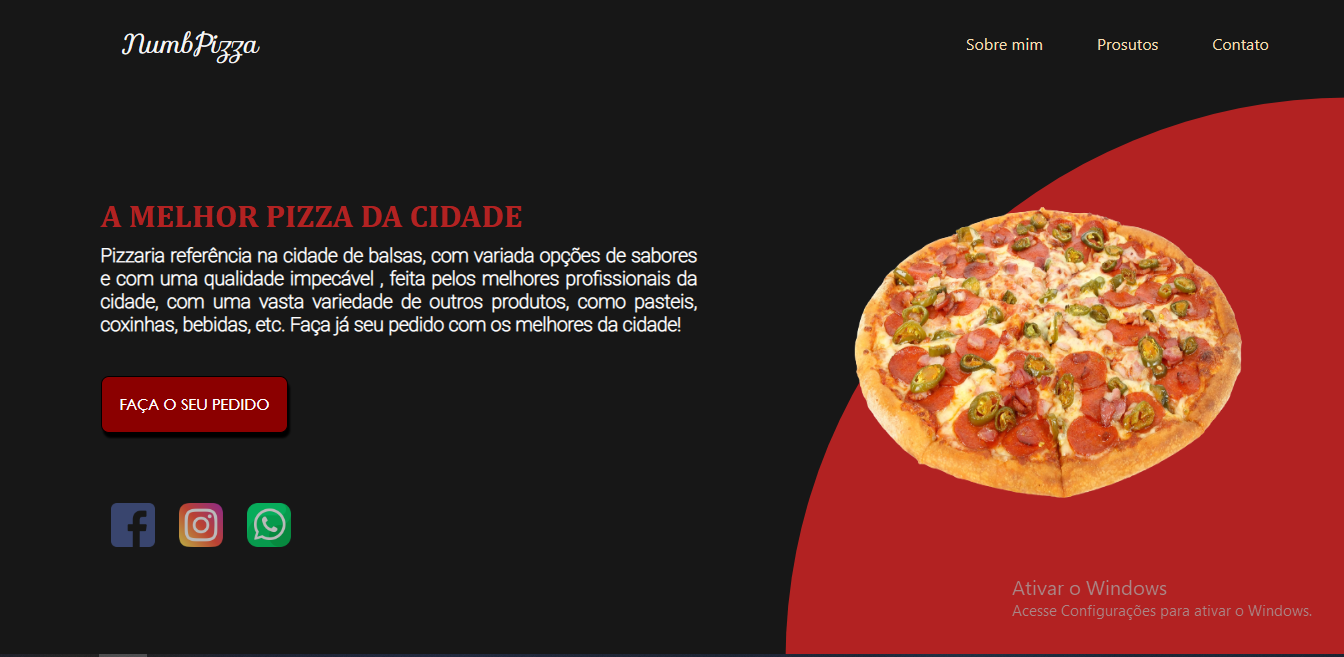 NumbPizza
Sobre mim
Prosutos
Contato
A MELHOR PIZZA DA CIDADE
Pizzaria referência na cidade de balsas, com variada opções de sabores
e com uma qualidade impecável , feita pelos melhores profissionais da
cidade, com uma vasta variedade de outros produtos, como pasteis,
coxinhas, bebidas, etc. Faça já seu pedido com os melhores da cidade!
FAÇA O SEU PEDIDO
Ativar o Windows
Acesse Configurações para ativar o Windows.